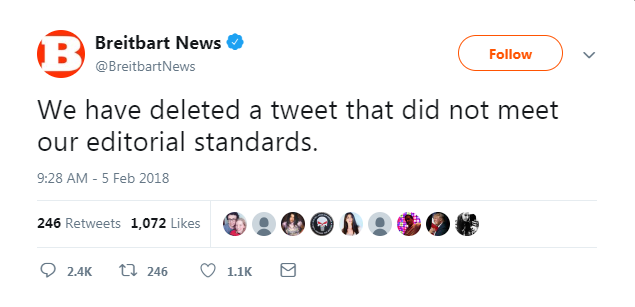 B
Breitbart News
@BreitbartNews
Follow
We have deleted a tweet that did not meet
our editorial standards.
9:28 AM - 5 Feb 2018
246 Retweets 1,072 Likes
2.4K 246 1.1K